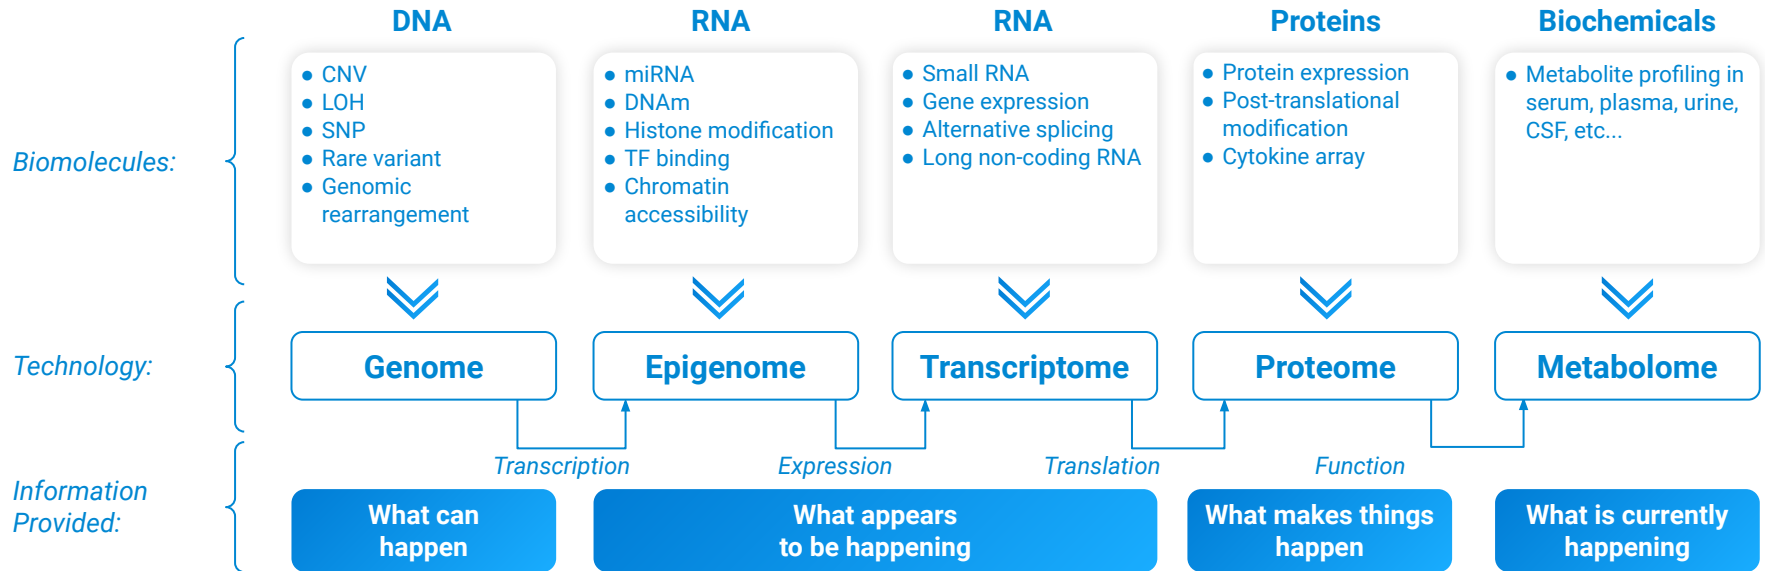 DNA
RNA
RNA
Proteins
Biochemicals
Biomolecules:
● CNV
● LOH
● SNP
● Rare variant
● Genomic
rearrangement
● miRNA
● DNAm
● Histone modification
● TF binding
● Chromatin
accessibility
● Small RNA
● Gene expression
● Alternative splicing
● Long non-coding RNA
● Protein expression
● Post-translational
modification
● Cytokine array
● Metabolite profiling in
serum, plasma, urine,
CSF, etc...
Technology:
Genome
Epigenome
Transcriptome
Proteome
Metabolome
Transcription
Expression
Translation
Function
Information
Provided:
What can
happen
What appears
to be happening
What makes things
happen
What is currently
happening